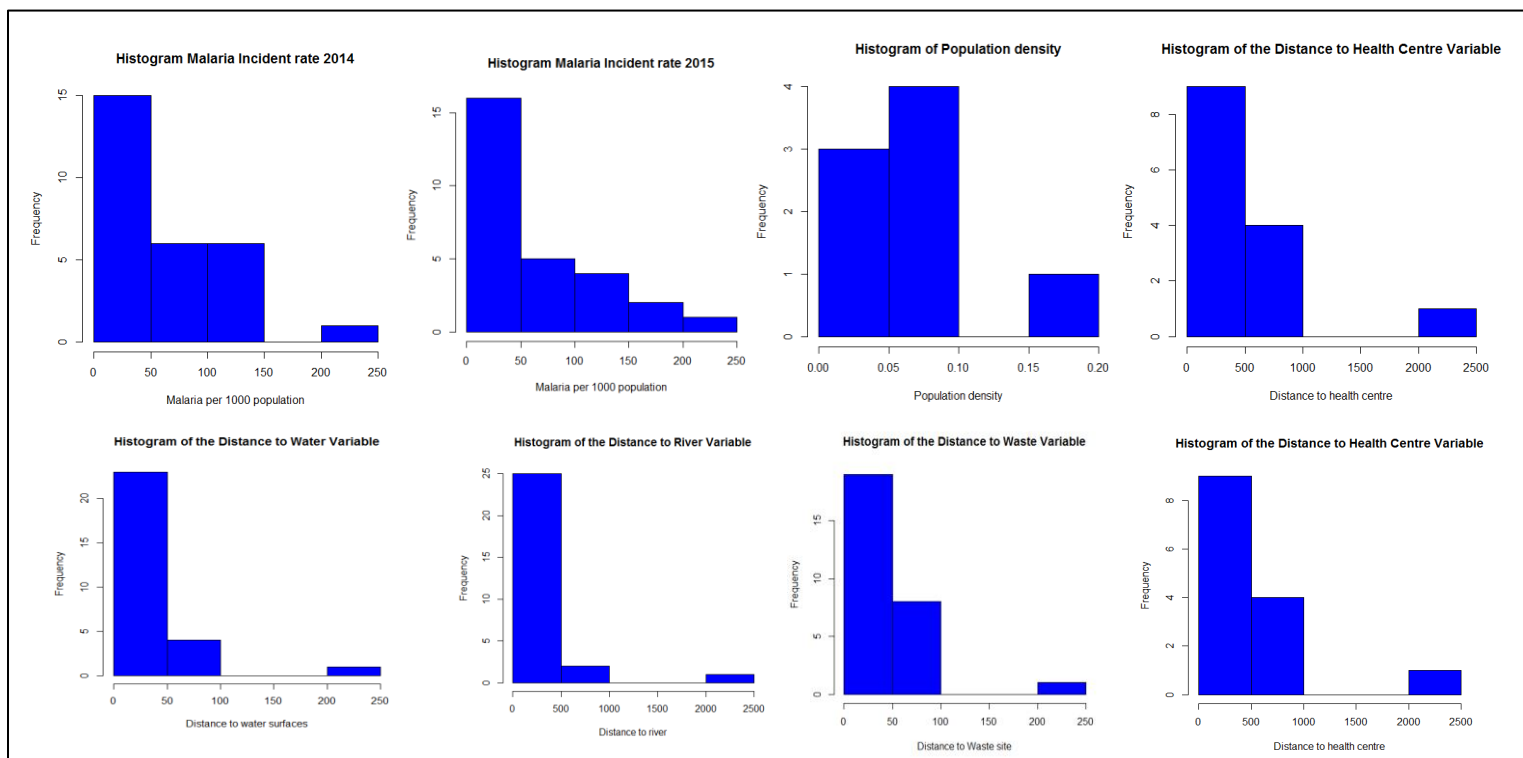 Histogram Malaria Incident rate 2014
Frequency
0 5 10 15
0 50 100 150 200 250
Malaria per 1000 population
Histogram Malaria Incident rate 2015
Frequency
0 5 10 15
0 50 100 150 200 250
Malaria per 1000 population
Histogram of Population density
Frequency
0 1 2 3 4
0.00 0.05 0.10 0.15 0.20
Population density
Histogram of the Distance to Health Centre Variable
Frequency
0 2 4 6 8
0 500 1000 1500 2000 2500
Distance to health centre
Histogram of the Distance to Water Variable
Frequency
0 5 10 15 20
0 50 100 150 200 250
Distance to water surfaces
Histogram of the Distance to River Variable
Frequency
0 5 10 15 20 25
0 500 1000 1500 2000 2500
Distance to river
Histogram of the Distance to Waste Variable
Frequency
0 5 10 15
0 50 100 150 200 250
Distance to Waste site
Histogram of the Distance to Health Centre Variable
Frequency
0 2 4 6 8
0 500 1000 1500 2000 2500
Distance to health centre